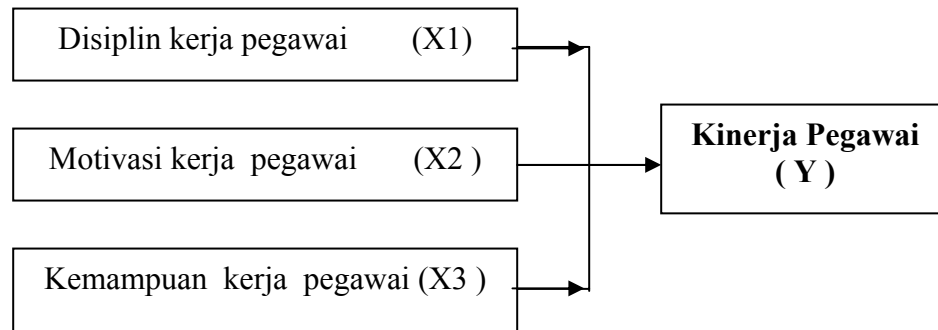 Disiplin kerja pegawai (X1)
Motivasi kerja pegawai (X2 )
Kemampuan kerja pegawai (X3 )
Kinerja Pegawai
( Y )